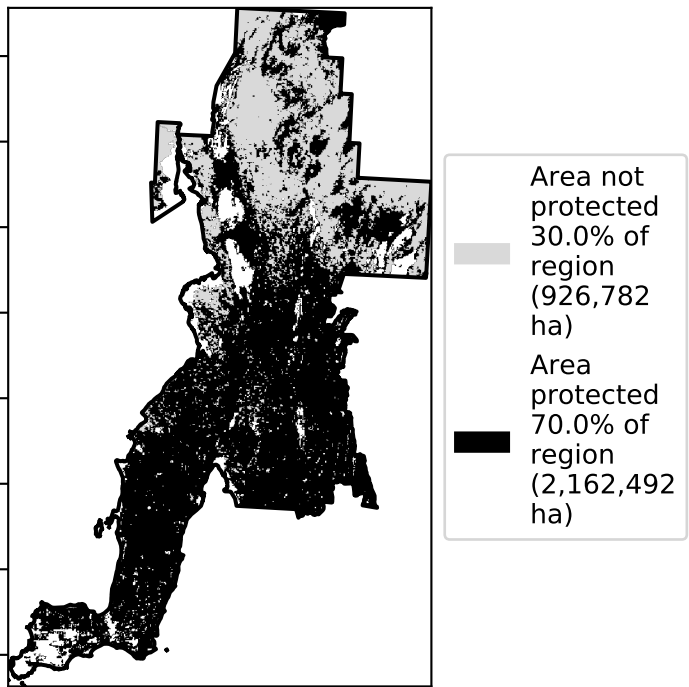 Area not
protected
30.0% of
region
(926,782
ha)
Area
protected
70.0% of
region
(2,162,492
ha)